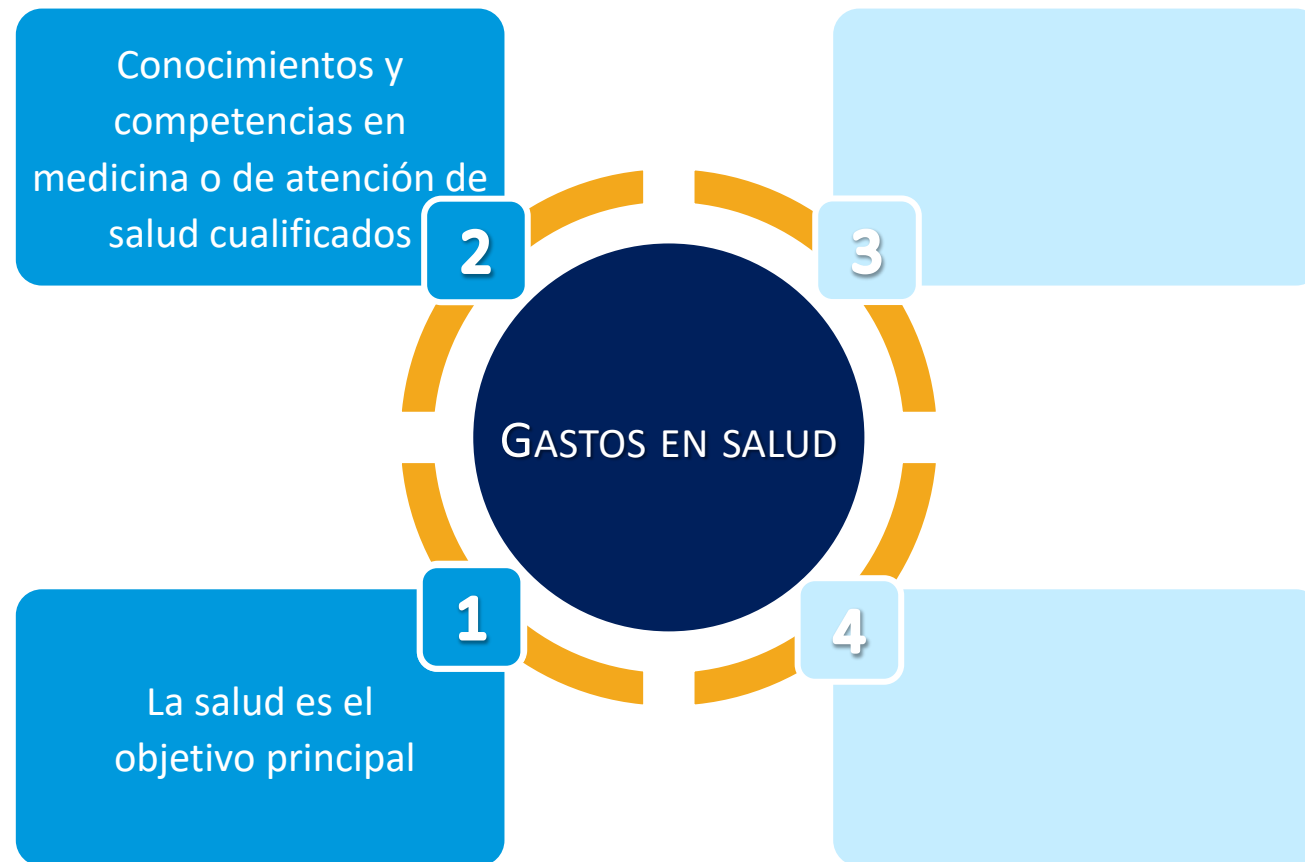 Conocimientos y
competencias en
medicina o de atención de
salud cualificados
2
3
GASTOS EN SALUD
1
4
La salud es el
objetivo principal